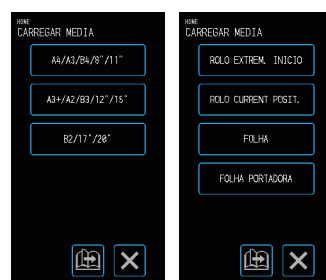 HOME
CARREGAR MEDIA
A4/A3/B4/8"/11"
A3+/A2/B3/12"/15"
B2/17"/20"
HOME
CARREGAR MEDIA
ROLO EXTREM. INICIO
ROLO CURRENT POSIT.
FOLHA
FOLHA PORTADORA